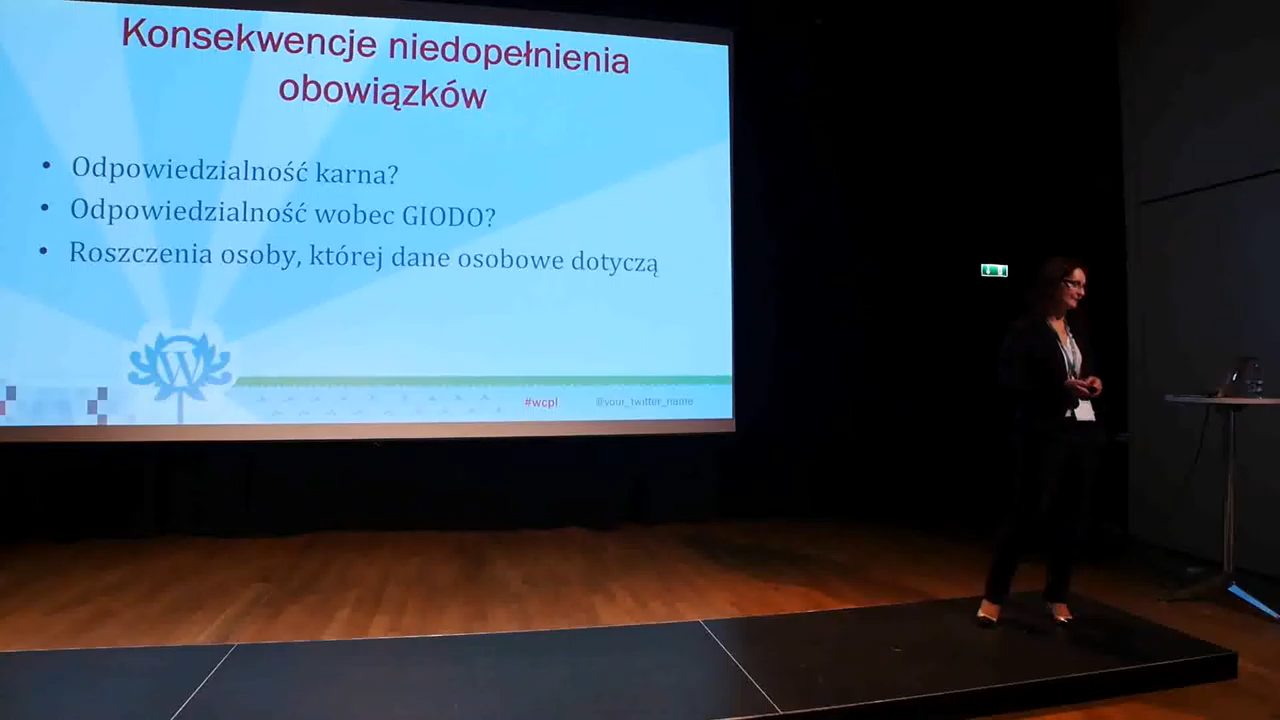 Konsekwencje niedopełnienia
obowiązków
• Odpowiedzialność karna?
• Odpowiedzialność wobec GIODO?
• Roszczenia osoby, której dane osobowe dotyczą
W
#wcpl @your_twitter_name